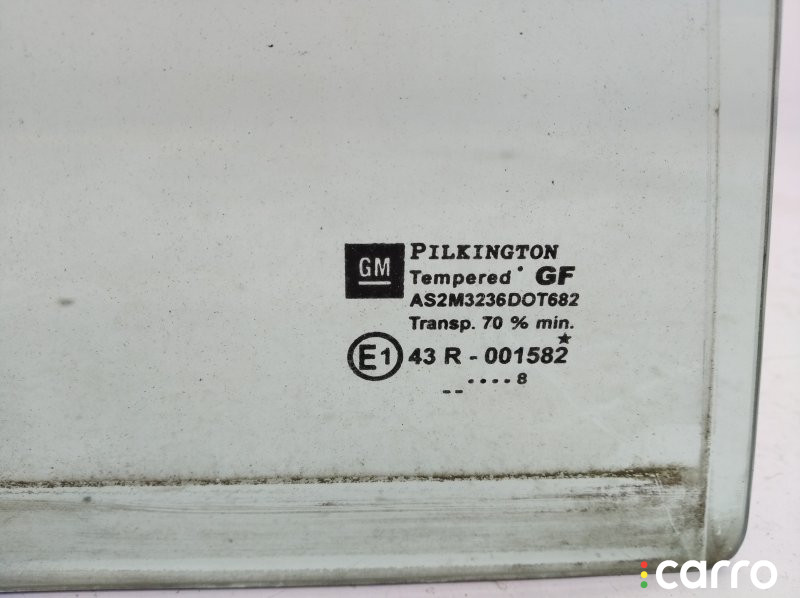 GM PILKINGTON
Tempered GF
AS2M3236DOT682
Transp. 70 % min.
E1 43 R - 001582
8
carro